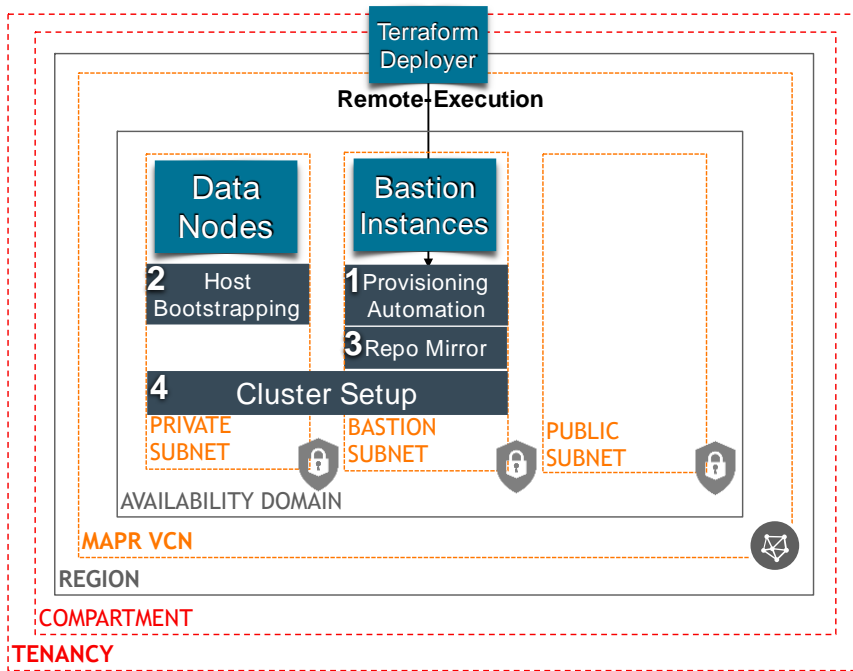 Terraform
Deployer
Remote-Execution
Data
Nodes
Bastion
Instances
2 Host
Bootstrapping
1 Provisioning
Automation
3 Repo Mirror
4 Cluster Setup
PRIVATE
SUBNET
BASTION
SUBNET
PUBLIC
SUBNET
AVAILABILITY DOMAIN
MAPR VCN
REGION
COMPARTMENT
TENANCY